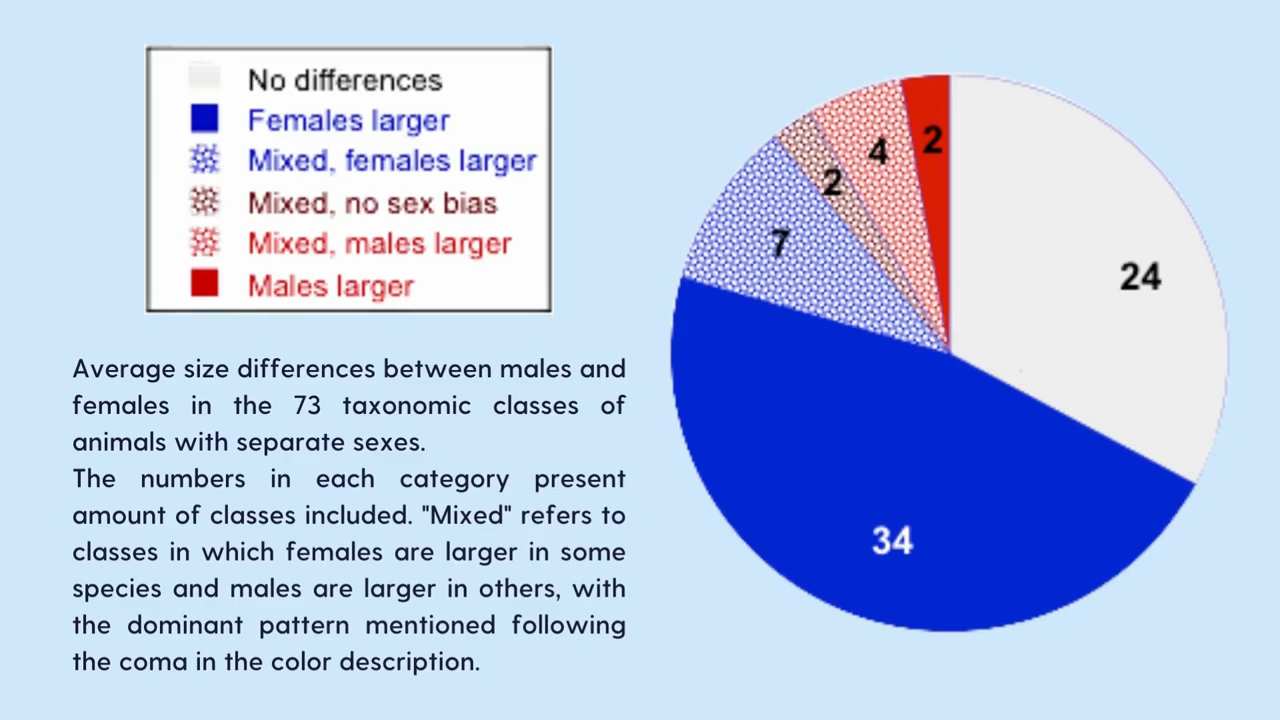 No differences
Females larger
Mixed, females larger
Mixed, no sex bias
Mixed, males larger
Males larger
Average size differences between males and
females in the 73 taxonomic classes of
animals with separate sexes.
The numbers in each category present
amount of classes included. "Mixed" refers to
classes in which females are larger in some
species and males are larger in others, with
the dominant pattern mentioned following
the coma in the color description.
2
4
2
7
24
34